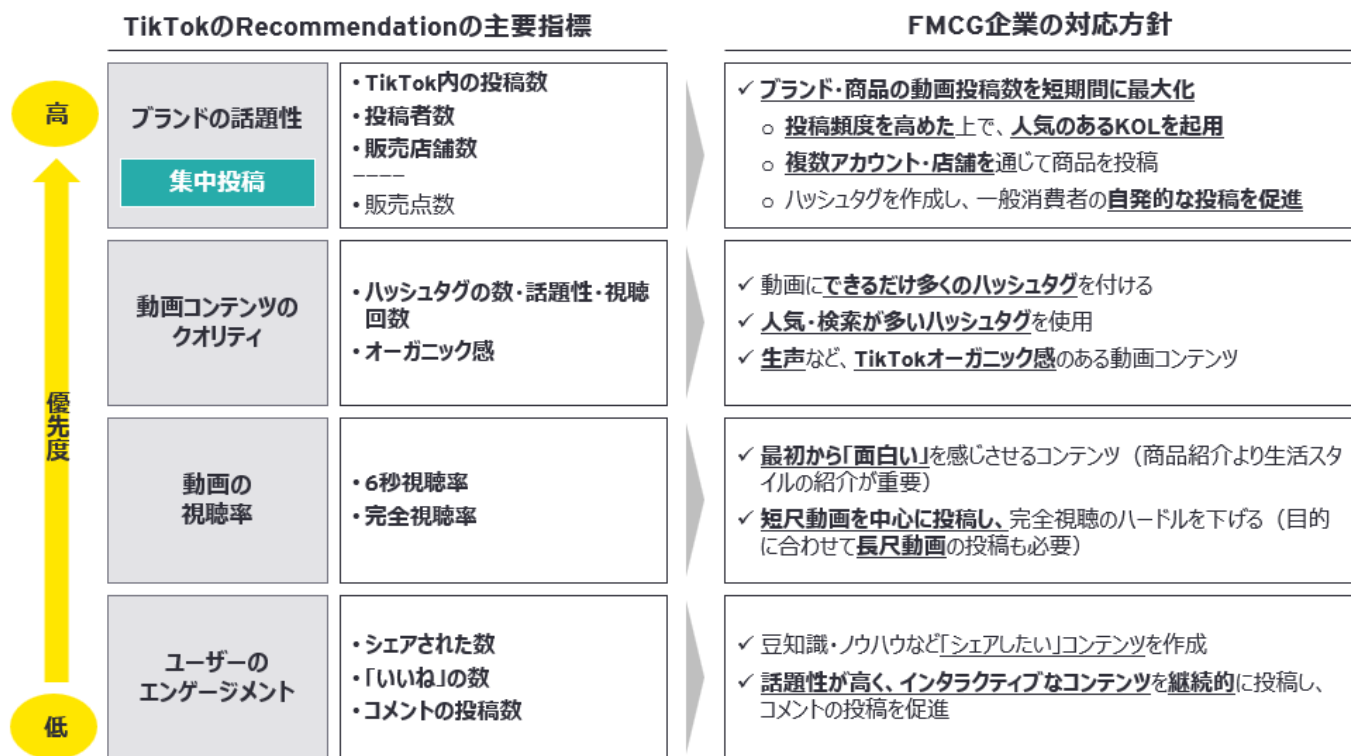 TikTokのRecommendationの主要指標
FMCG企業の対応方針
高
優先度
低
ブランドの話題性
集中投稿
・TikTok内の投稿数
・投稿者数
・販売店舗数
----
・販売点数
✓ ブランド・商品の動画投稿数を短期間に最大化
o 投稿頻度を高めた上で、人気のあるKOLを起用
o 複数アカウント・店舗を通じて商品を投稿
o ハッシュタグを作成し、一般消費者の自発的な投稿を促進
動画コンテンツの
クオリティ
・ハッシュタグの数・話題性・視聴
回数
・オーガニック感
✓ 動画にできるだけ多くのハッシュタグを付ける
✓ 人気・検索が多いハッシュタグを使用
✓ 生声など、TikTokオーガニック感のある動画コンテンツ
動画の
視聴率
・6秒視聴率
・完全視聴率
✓ 最初から「面白い」を感じさせるコンテンツ（商品紹介より生活スタ
イルの紹介が重要）
✓ 短尺動画を中心に投稿し、完全視聴のハードルを下げる（目的
に合わせて長尺動画の投稿も必要）
ユーザーの
エンゲージメント
・シェアされた数
・「いいね」の数
・コメントの投稿数
✓ 豆知識・ノウハウなど「シェアしたい」コンテンツを作成
✓ 話題性が高く、インタラクティブなコンテンツを継続的に投稿し、
コメントの投稿を促進